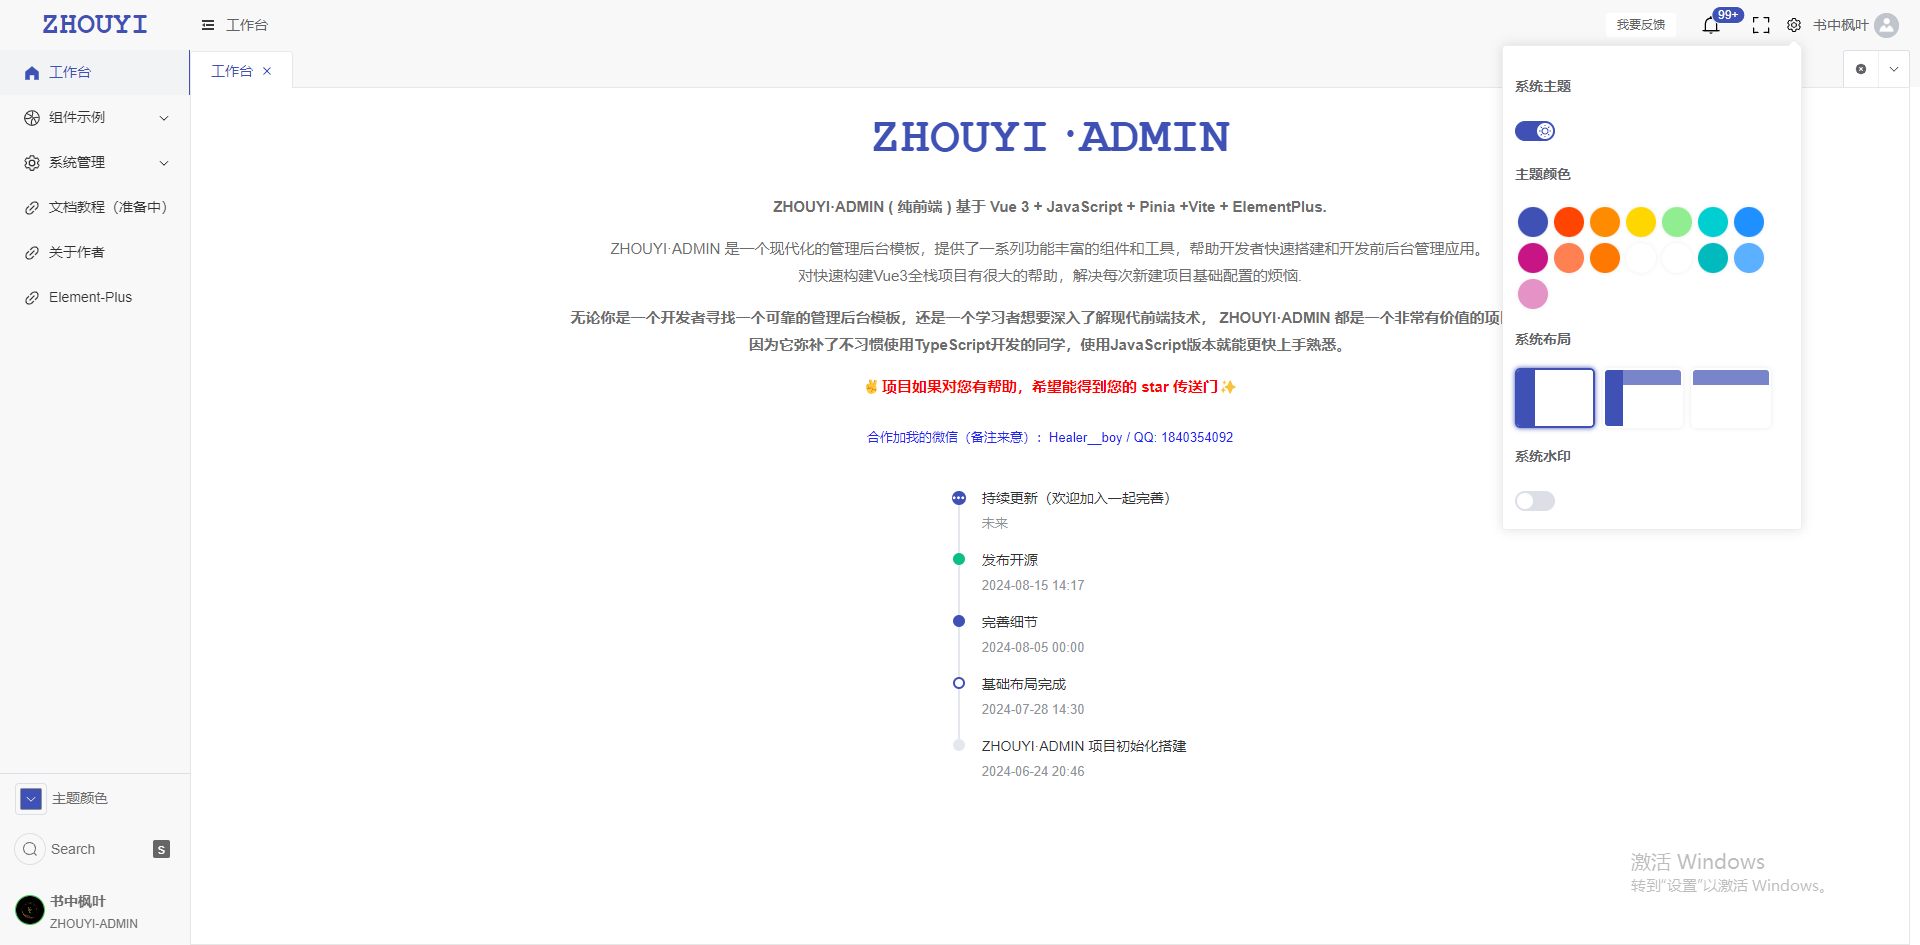 ZHOUYI
工作台
我要反馈
99+
书中枫叶
工作台
组件示例
系统管理
文档教程（准备中）
关于作者
Element-Plus
工作台
ZHOUYI ·ADMIN
ZHOUYI·ADMIN ( 纯前端 ) 基于 Vue 3 + JavaScript + Pinia +Vite + ElementPlus.
ZHOUYI·ADMIN 是一个现代化的管理后台模板，提供了一系列功能丰富的组件和工具，帮助开发者快速搭建和开发前后台管理应用。
对快速构建Vue3全栈项目有很大的帮助，解决每次新建项目基础配置的烦恼.
无论你是一个开发者寻找一个可靠的管理后台模板，还是一个学习者想要深入了解现代前端技术， ZHOUYI·ADMIN 都是一个非常有价值的项
因为它弥补了不习惯使用TypeScript开发的同学，使用JavaScript版本就能更快上手熟悉。
✌项目如果对您有帮助，希望能得到您的 star 传送门✨
合作加我的微信（备注来意）：Healer__boy / QQ: 1840354092
持续更新（欢迎加入一起完善）
未来
发布开源
2024-08-15 14:17
完善细节
2024-08-05 00:00
基础布局完成
2024-07-28 14:30
ZHOUYI·ADMIN 项目初始化搭建
2024-06-24 20:46
系统主题
主题颜色
系统布局
系统水印
主题颜色
Search
S
书中枫叶
ZHOUYI-ADMIN
激活 Windows
转到"设置"以激活 Windows。